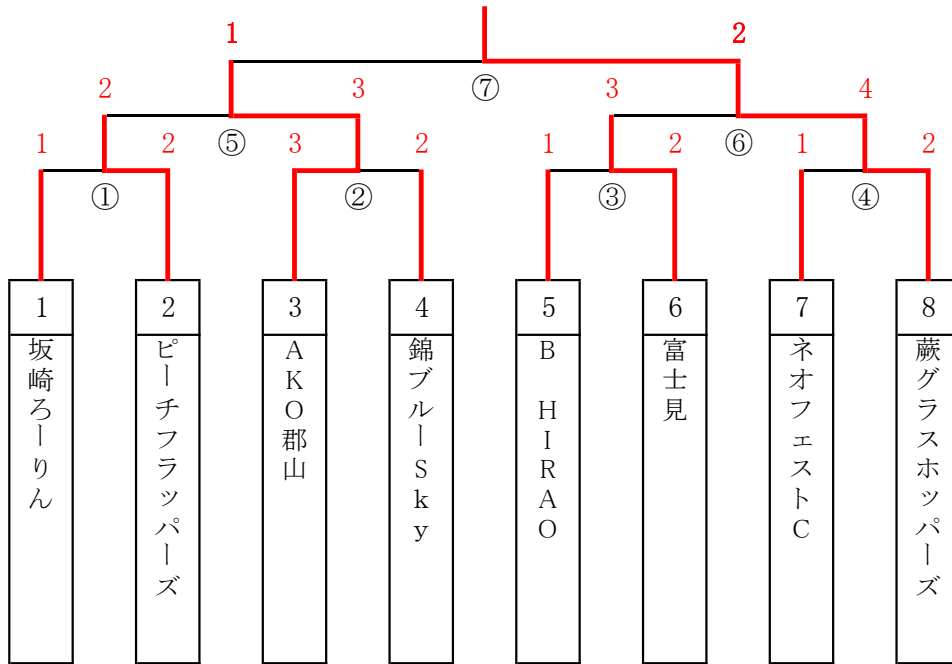 1 2
⑦
2 3 3 4
⑤ ⑥
1 2 3 2 1 2 1 2
① ② ③ ④
1 2 3 4 5 6 7 8
坂崎ろーりん
ピーチフラッパーズ
AKO郡山
錦ブルーSky
B HIRAO
富士見
ネオフェストC
蕨グラスホッパーズ